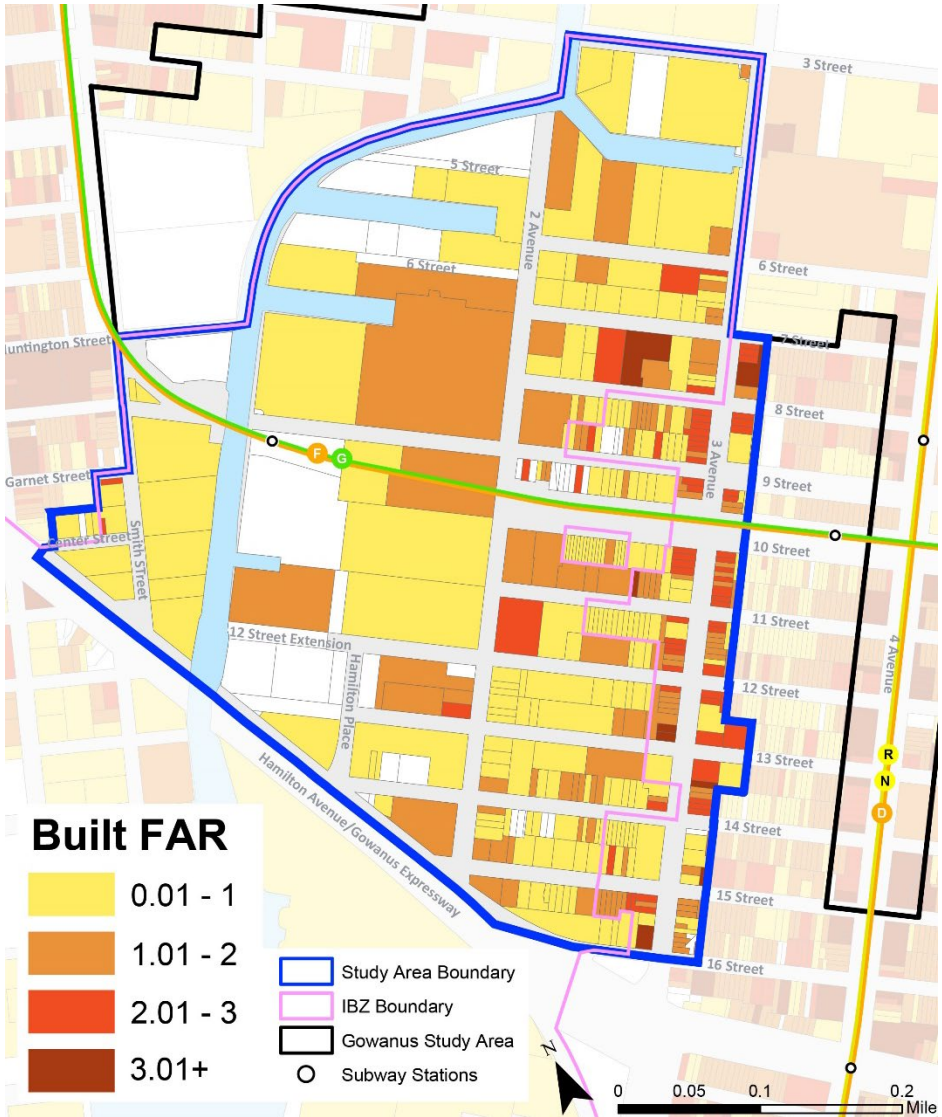 3 Street
5 Street
2 Avenue
6 Street
6 Street
Huntington Street
7 Street
8 Street
3 Avenue
F
G
Garnet Street
9 Street
Center Street
Smith STreet
10 Street
11 Street
12 Street Extension
Hamilton Place
4 Avenue
12 Street
R
13 Street
N
Hamilton Avenue/Gowanus Expressway
D
14 Street
15 Street
16 Street
Built FAR
0.01 - 1
1.01 - 2
2.01 - 3
3.01+
Study Area Boundary
IBZ Boundary
Gowanus Study Area
Subway Stations
N
0 0.05 0.1 0.2
Mile